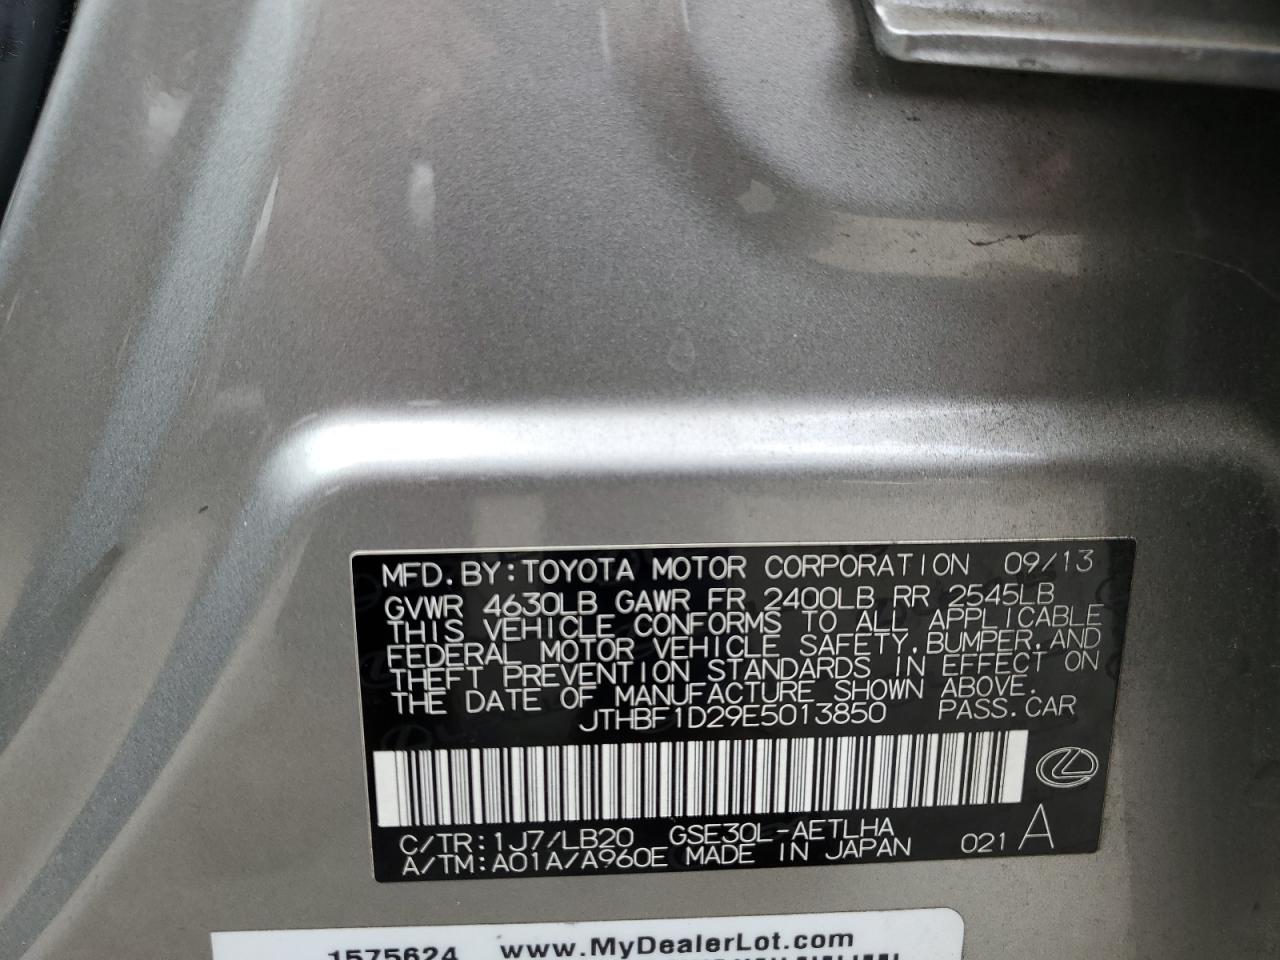 MFD.BY:TOYOTA MOTOR CORPORATION 09/13
GVWR 4630LB GAWR FR 2400LB RR 2545LB
THIS VEHICLE CONFORMS TO ALL APPLICABLE
FEDERAL MOTOR VEHICLE SAFETY,BUMPER,AND
THEFT PREVENTION STANDARDS IN EFFECT ON
THE DATE OF MANUFACTURE SHOWN ABOVE.
JTHBF1D29E5013850 PASS.CAR
C/TR:1J7/LB20 GSE30L-AETLHA
A/TM:A01A/A960E MADE IN JAPAN 021 A
1575624 www.MyDealerLot.com